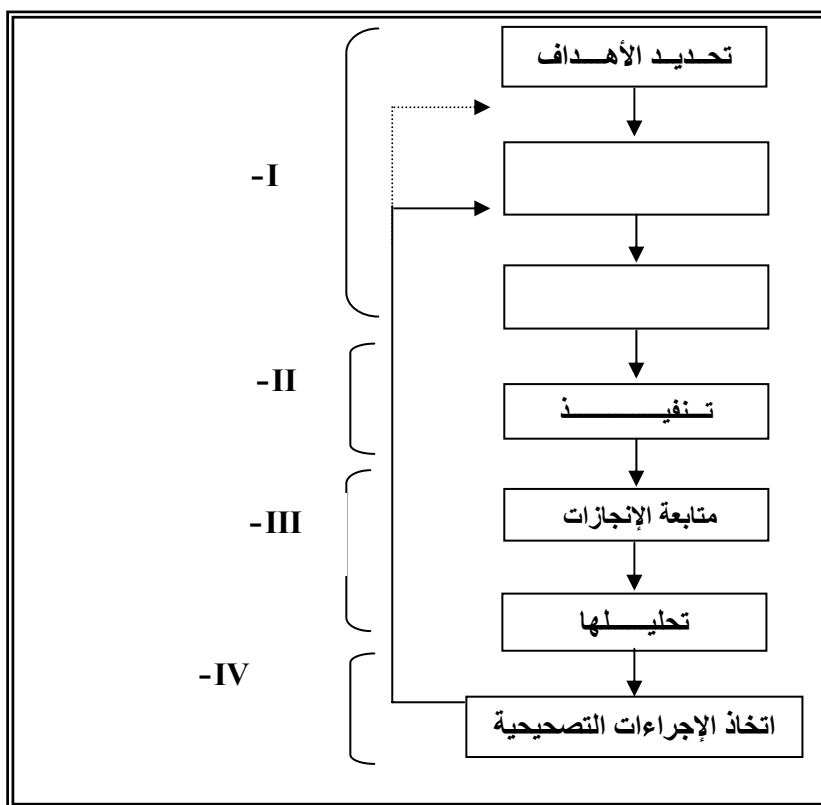 تحديد الأهداف
-I
-II
تنفيذ
متابعة الإنجازات
-III
تحليلها
-IV
اتخاذ الإجراءات التصحيحية